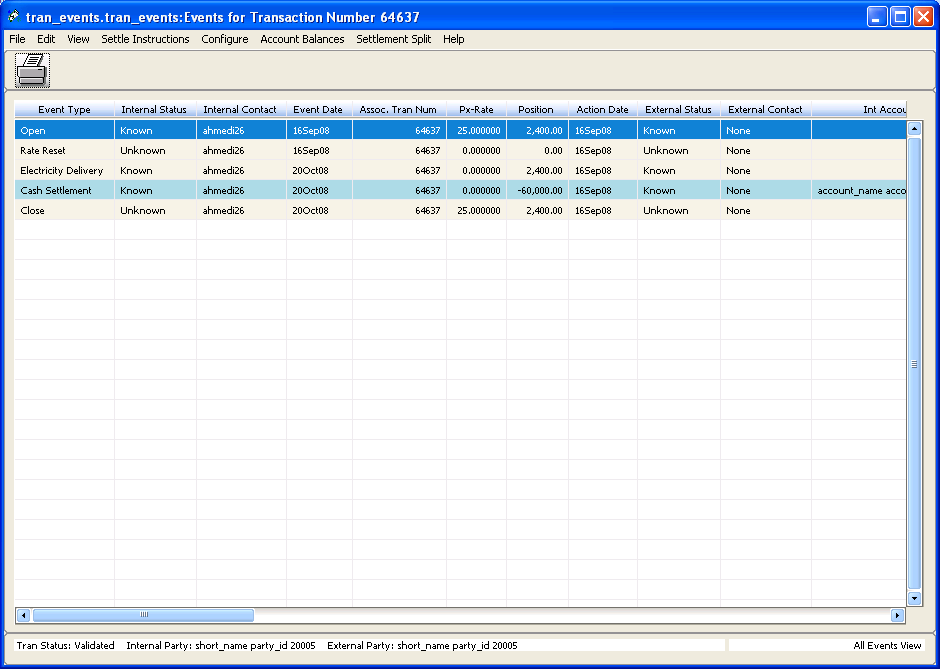 tran_events.tran_events:Events for Transaction Number 64637
File Edit View Settle Instructions Configure Account Balances Settlement Split Help
Event Type Internal Status Internal Contact Event Date Assoc. Tran Num Px-Rate Position Action Date External Status External Contact Int Accou
Open Known ahmedi26 16Sep08 64637 25.000000 2,400.00 16Sep08 Known None
Rate Reset Unknown ahmedi26 16Sep08 64637 0.000000 0.00 16Sep08 Unknown None
Electricity Delivery Known ahmedi26 20Oct08 64637 0.000000 2,400.00 16Sep08 Known None
Cash Settlement Known ahmedi26 20Oct08 64637 0.000000 -60,000.00 16Sep08 Known None account_name acco
Close Unknown ahmedi26 20Oct08 64637 25.000000 2,400.00 16Sep08 Unknown None
Tran Status: Validated Internal Party: short_name party_id 20005 External Party: short_name party_id 20005 All Events View